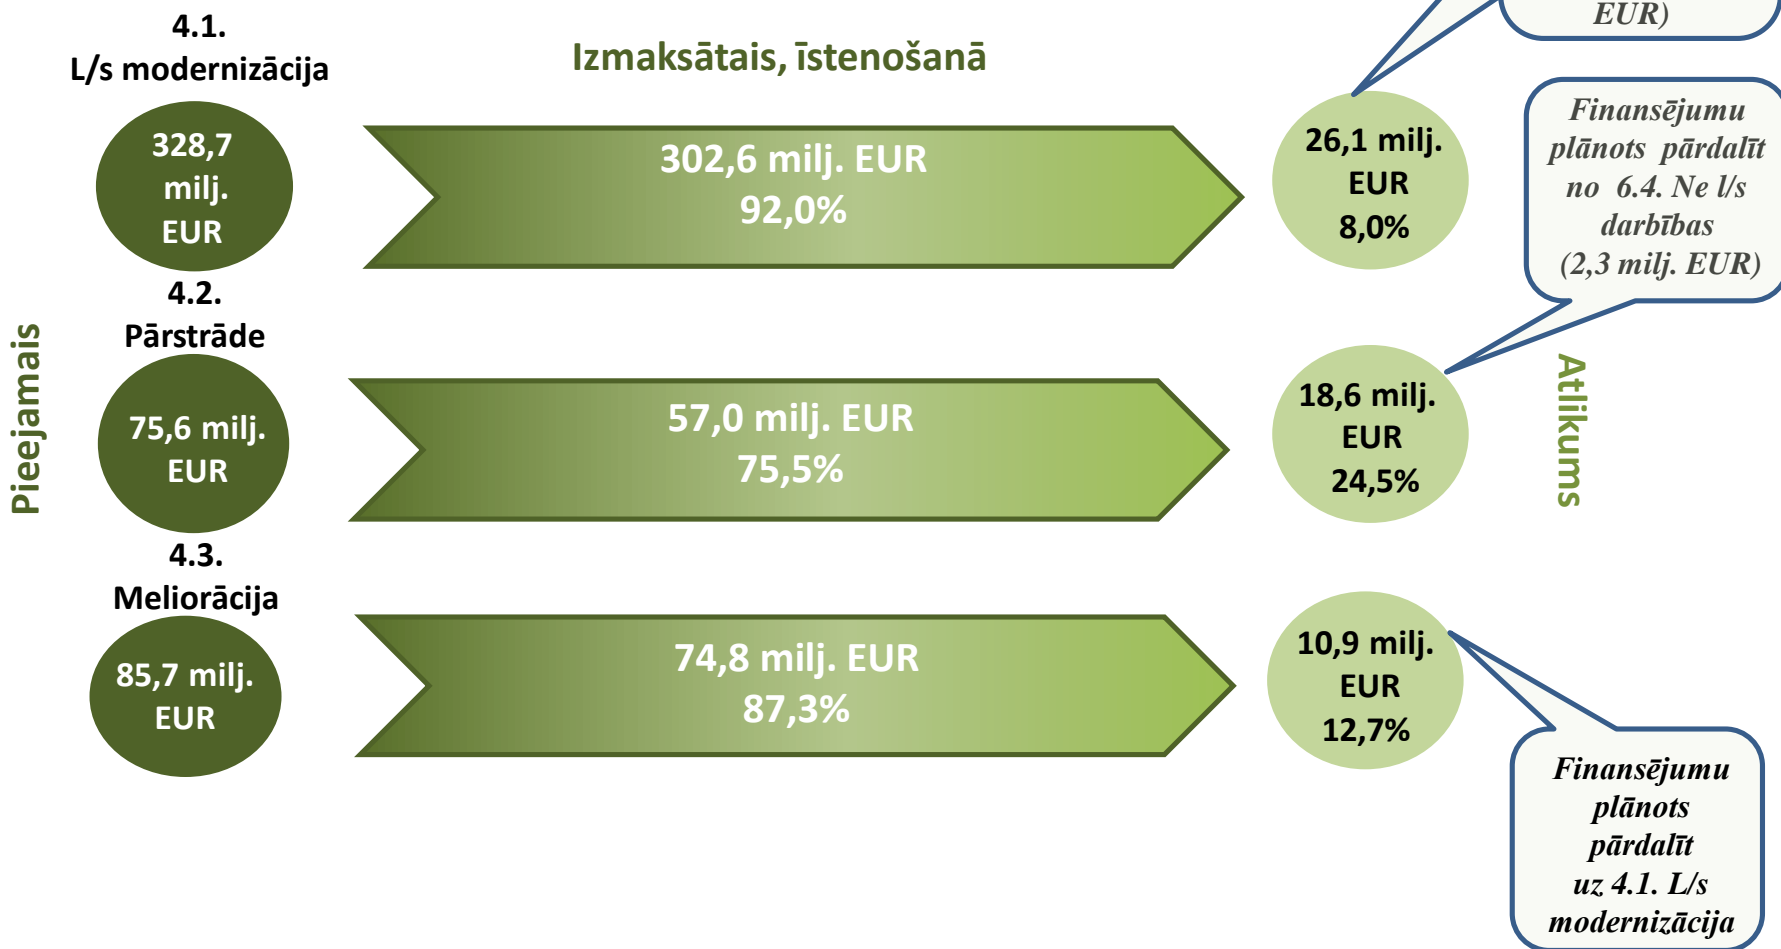 4.1.
L/s modernizācija
Izmaksātais, īstenošanā
EUR)
328,7
milj.
EUR
302,6 milj. EUR
92,0%
26,1 milj.
EUR
8,0%
Finansējumu
plānots pārdalīt
no 6.4. Ne l/s
darbības
(2,3 milj. EUR)
Pieejamais
4.2.
Pārstrāde
75,6 milj.
EUR
57,0 milj. EUR
75,5%
18,6 milj.
EUR
24,5%
Atlikums
4.3.
Meliorācija
85,7 milj.
EUR
74,8 milj. EUR
87,3%
10,9 milj.
EUR
12,7%
Finansējumu
plānots
pārdalīt
uz 4.1. L/s
modernizācija